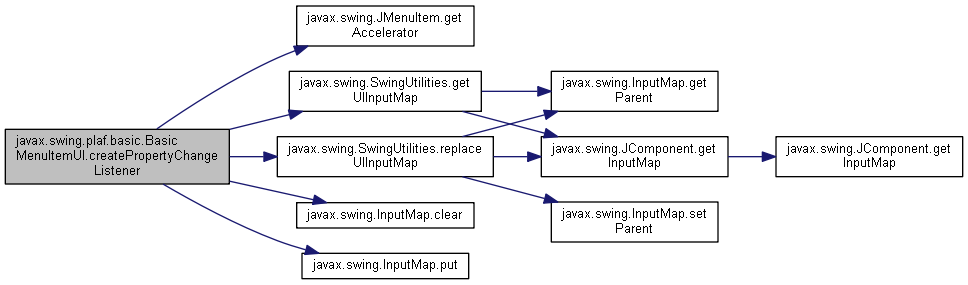 javax.swing.plaf.basic.Basic
MenuItemUI.createPropertyChange
Listener
javax.swing.JMenuItem.get
Accelerator
javax.swing.SwingUtilities.get
UIInputMap
javax.swing.SwingUtilities.replace
UIInputMap
javax.swing.InputMap.clear
javax.swing.InputMap.put
javax.swing.InputMap.get
Parent
javax.swing.JComponent.get
InputMap
javax.swing.InputMap.set
Parent
javax.swing.JComponent.get
InputMap